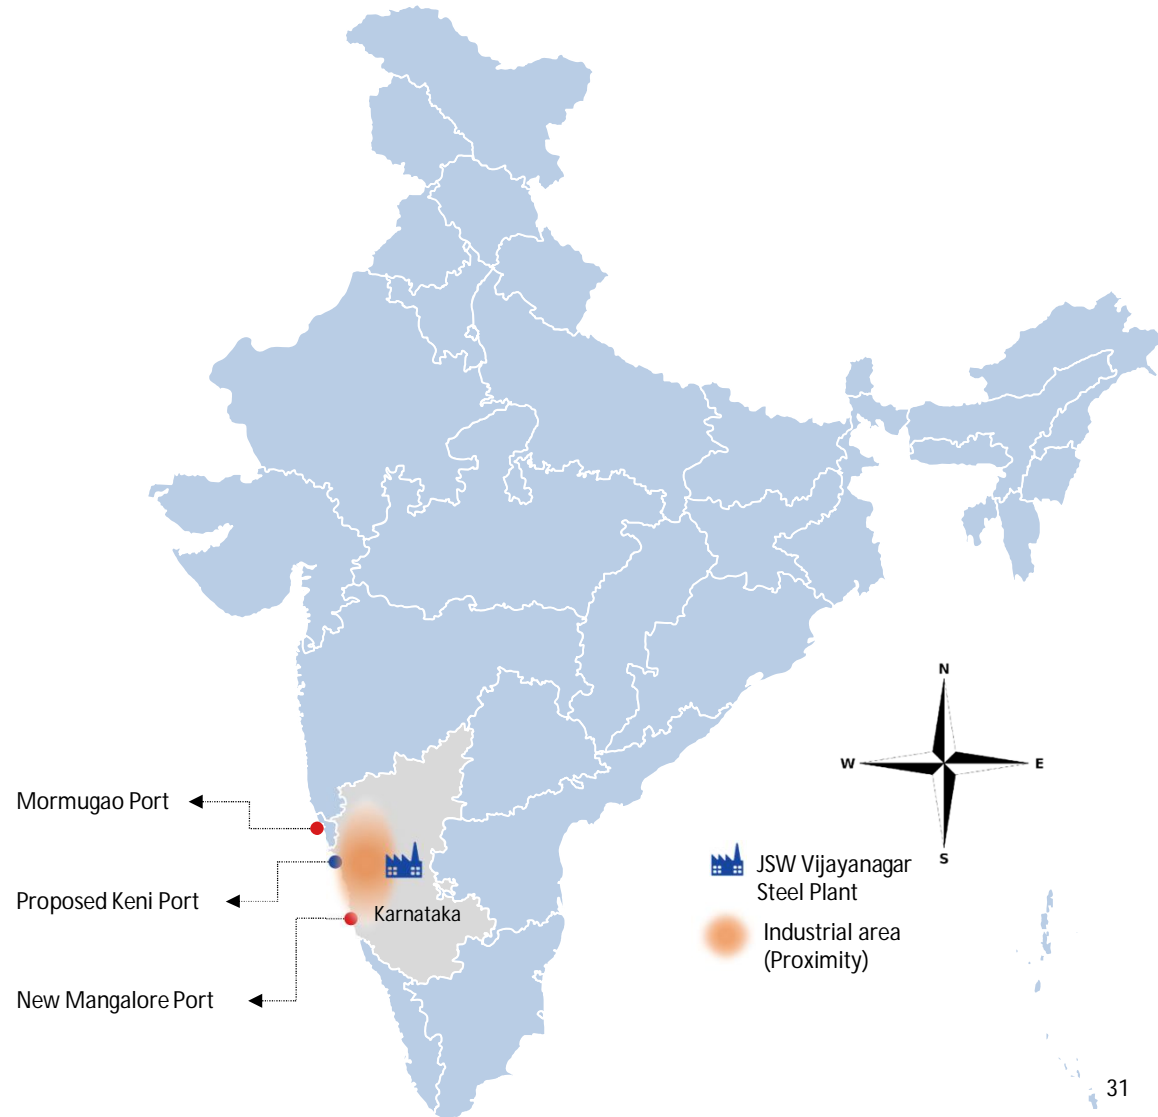 N
W
E
S
Mormugao Port
Proposed Keni Port
New Mangalore Port
Karnataka
JSW Vijayanagar
Steel Plant
Industrial area
(Proximity)
31